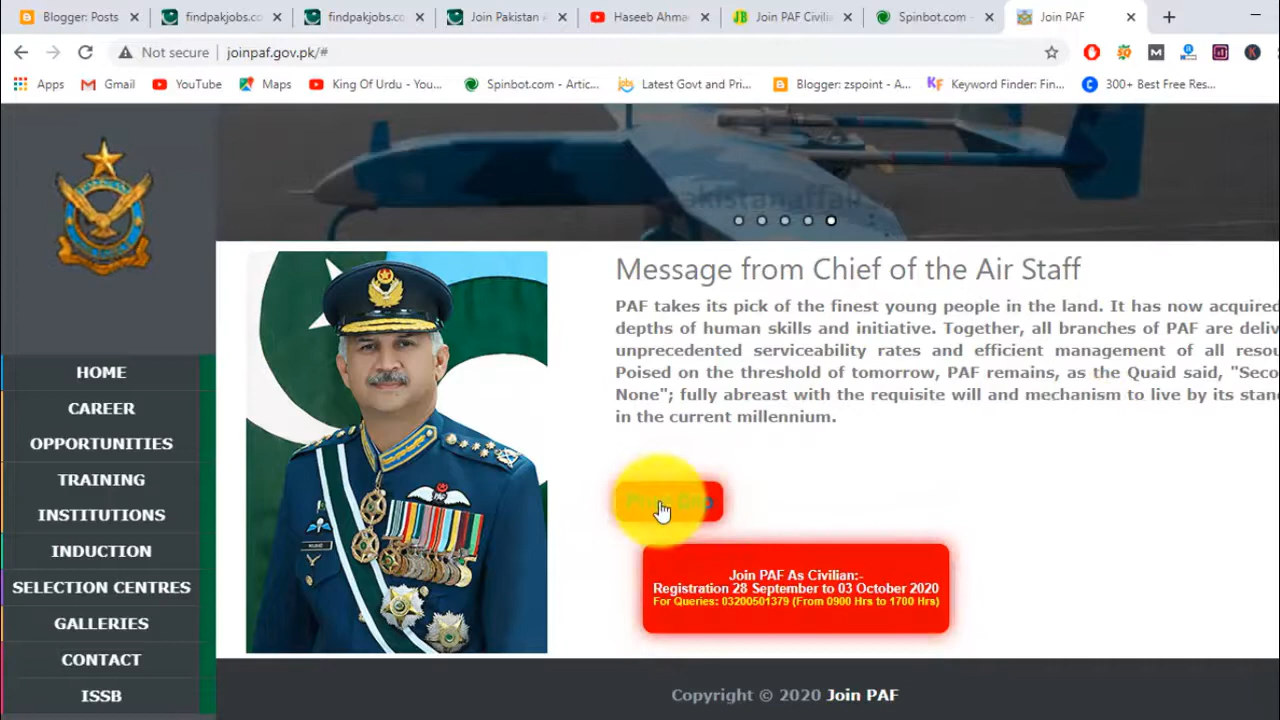 Blogger: Posts
findpakjobs.co
findpakjobs.co
Join Pakistan A
Haseeb Ahma
Join PAF Civilia
Spinbot.com -
Join PAF
Not secure
joinpaf.gov.pk/#
Apps
Gmail
YouTube
Maps
King Of Urdu - You...
Spinbot.com - Artic...
Latest Govt and Pri...
Blogger: zspoint - A...
Keyword Finder: Fin...
300+ Best Free Res...
HOME
CAREER
OPPORTUNITIES
TRAINING
INSTITUTIONS
INDUCTION
SELECTION CENTRES
GALLERIES
CONTACT
ISSB
Message from Chief of the Air Staff
PAF takes its pick of the finest young people in the land. It has now acquired
depths of human skills and initiative. Together, all branches of PAF are deliv
unprecedented serviceability rates and efficient management of all resou
Poised on the threshold of tomorrow, PAF remains, as the Quaid said, "Seco
None"; fully abreast with the requisite will and mechanism to live by its stand
in the current millennium.
Join PAF As Civilian:-
Registration 28 September to 03 October 2020
For Queries: 03200501379 (From 0900 Hrs to 1700 Hrs)
Copyright © 2020 Join PAF